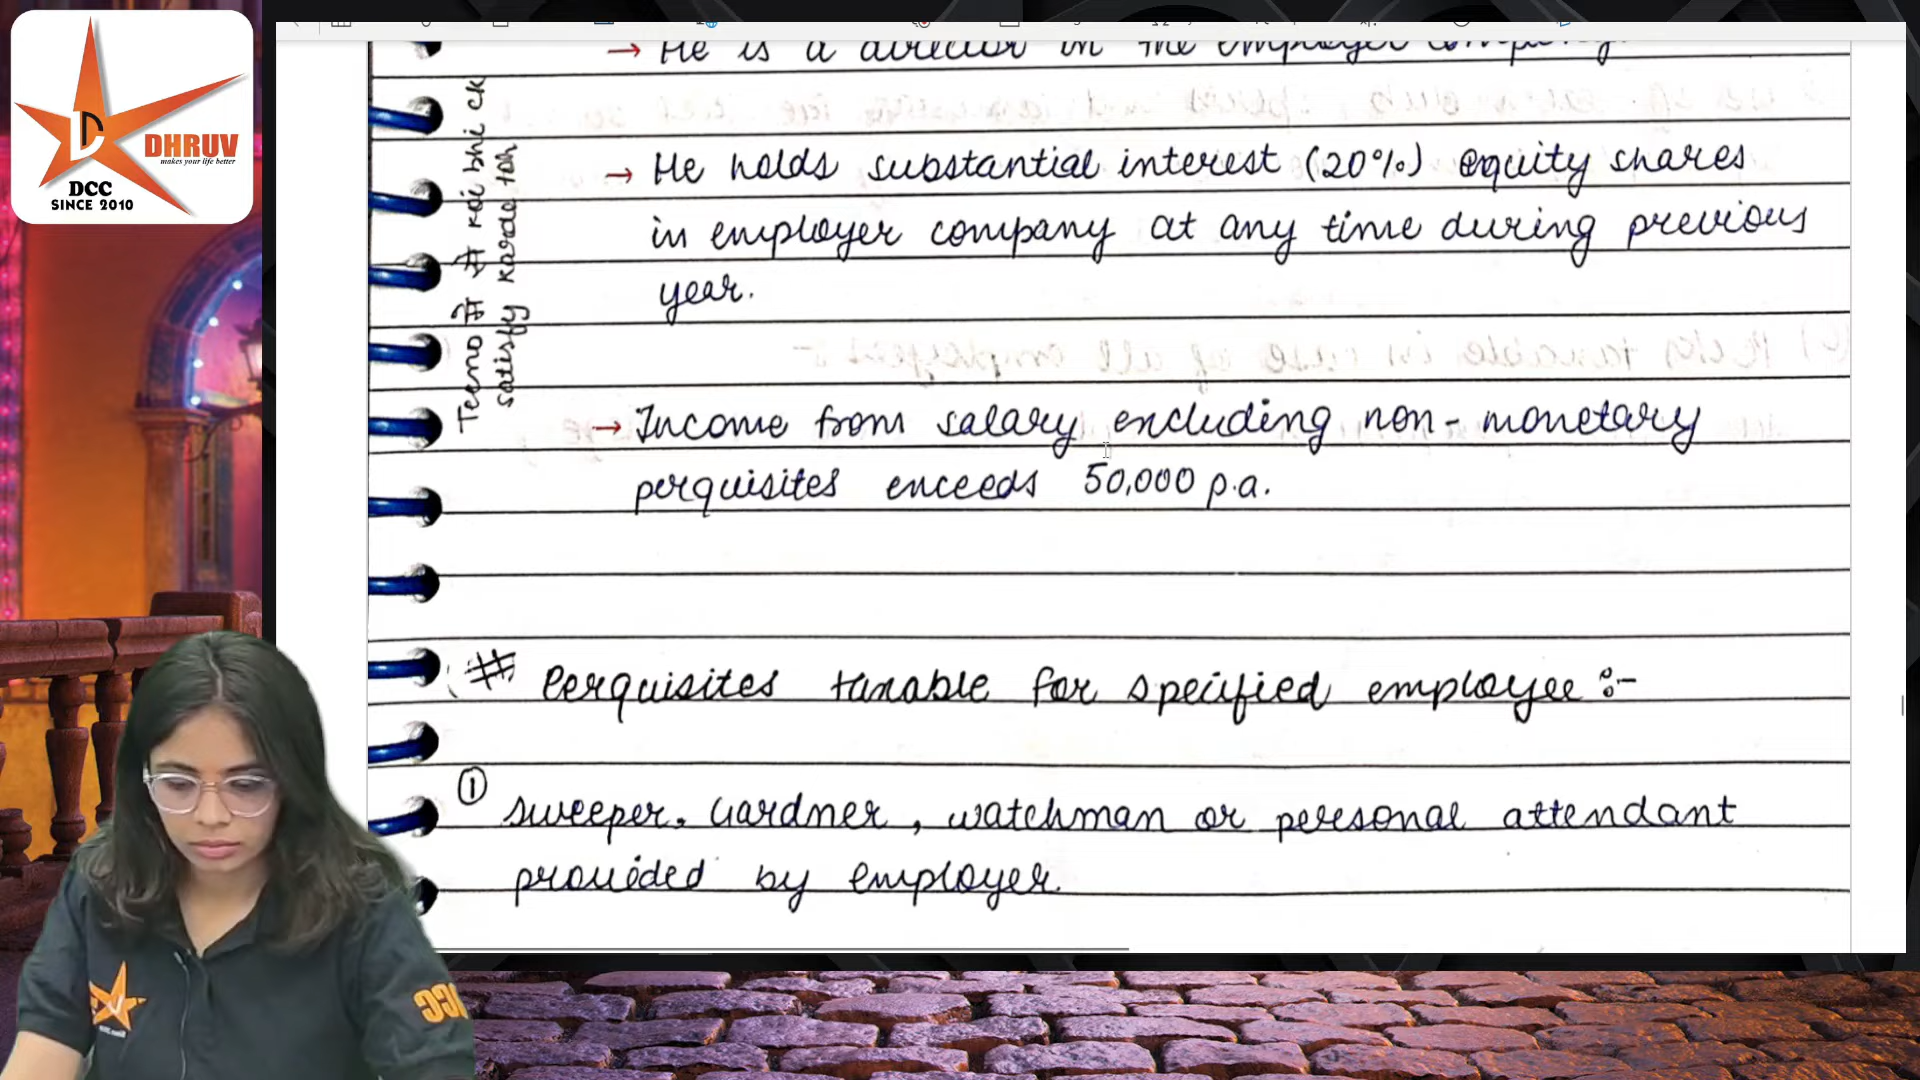 → He is a director in the employer company.
→ He holds substantial interest (20%) equity shares
in employer company at any time during previous
year.
→ Income from salary excluding non-monetary
perquisites exceeds 50,000 p.a.
Teeno में से koi bhi ek
satisfy karde toh
# Perquisites taxable for specified employee :-
① Sweeper, Gardner, watchman or personal attendant
provided by employer.
D
DHRUV
makes your life better
DCC
SINCE 2010